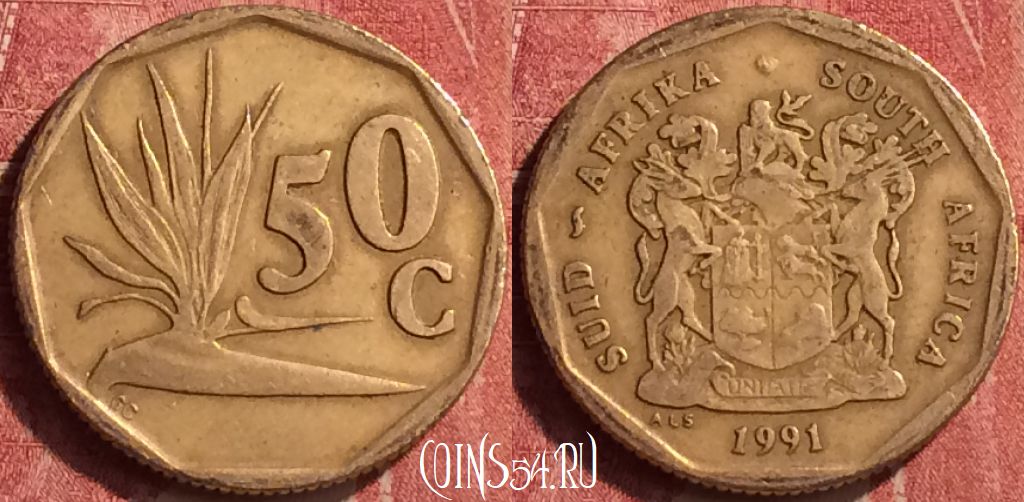 50
C
SUID - AFRIKA
SOUTH AFRICA
ALS
1991
COINS54.RU